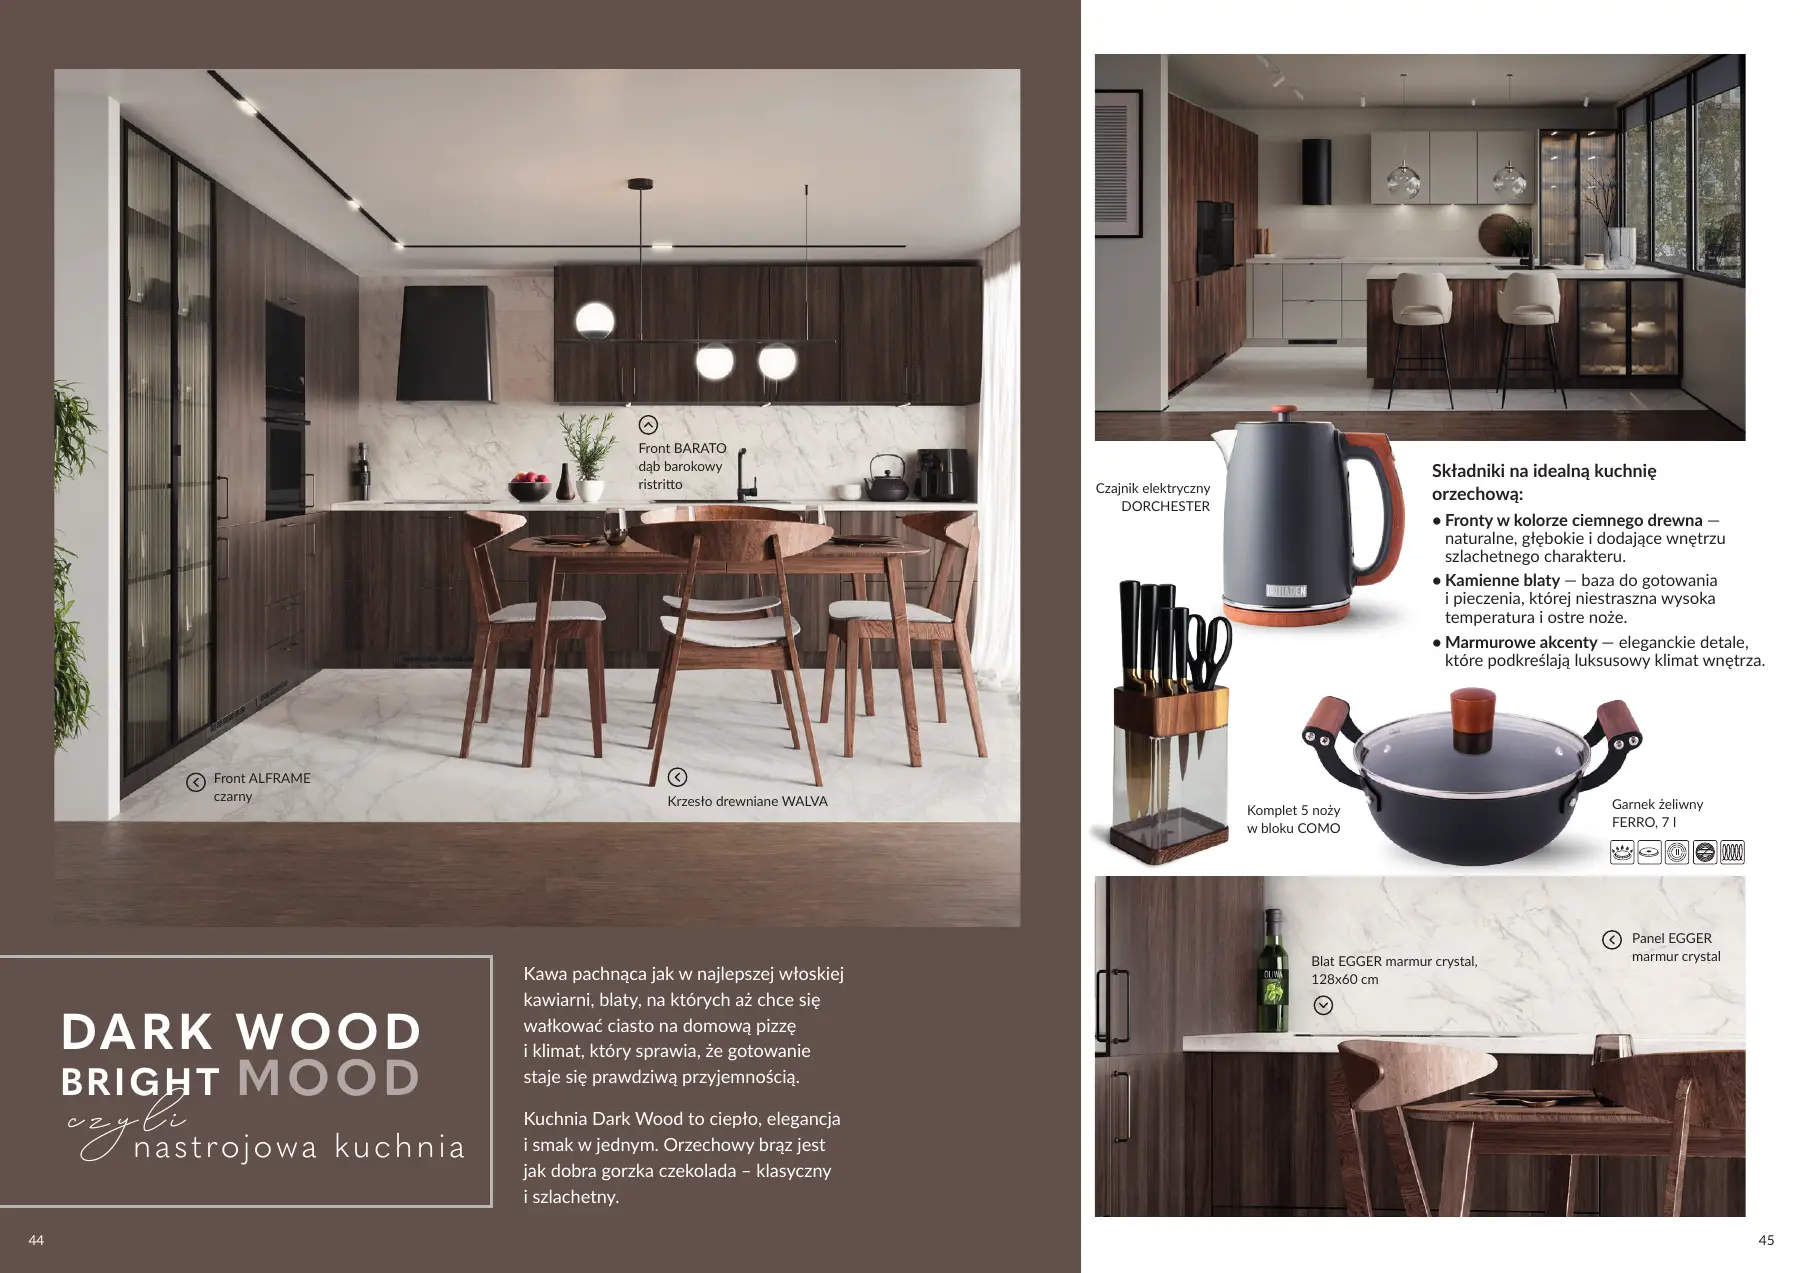 Front BARATO
dąb barokowy
ristritto
Front ALFRAME
czarny
Krzesło drewniane WALVA
DARK WOOD
BRIGHT MOOD
czyli
nastrojowa kuchnia
Kawa pachnąca jak w najlepszej włoskiej
kawiarni, blaty, na których aż chce się
wałkować ciasto na domową pizzę
i klimat, który sprawia, że gotowanie
staje się prawdziwą przyjemnością.
Kuchnia Dark Wood to ciepło, elegancja
i smak w jednym. Orzechowy brąz jest
jak dobra gorzka czekolada – klasyczny
i szlachetny.
44
Czajnik elektryczny
DORCHESTER
Składniki na idealną kuchnię
orzechową:
• Fronty w kolorze ciemnego drewna —
naturalne, głębokie i dodające wnętrzu
szlachetnego charakteru.
• Kamienne blaty — baza do gotowania
i pieczenia, której niestraszna wysoka
temperatura i ostre noże.
• Marmurowe akcenty — eleganckie detale,
które podkreślają luksusowy klimat wnętrza.
Komplet 5 noży
w bloku COMO
Garnek żeliwny
FERRO, 7 l
OLIWA
Blat EGGER marmur crystal,
128x60 cm
Panel EGGER
marmur crystal
45